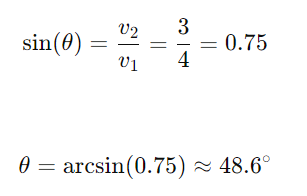 sin(θ) = v₂/v₁ = 3/4 = 0.75
θ = arcsin(0.75) ≈ 48.6°